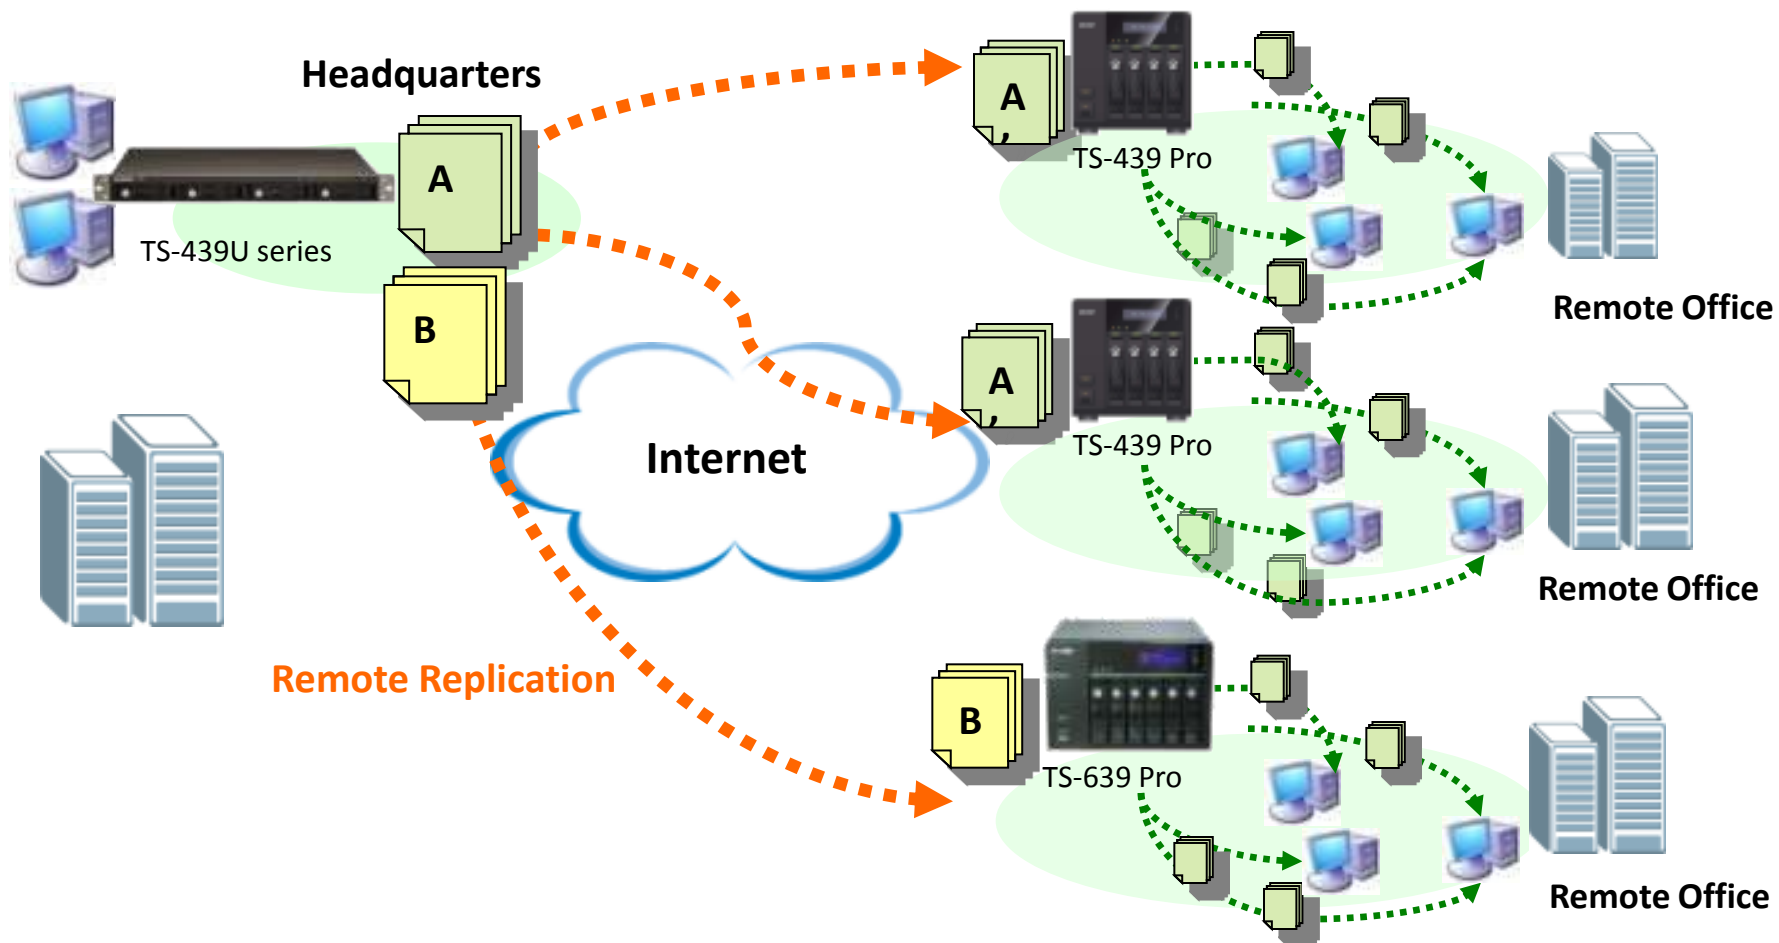 Headquarters
A
TS-439U series
B
Internet
Remote Replication
A,
TS-439 Pro
Remote Office
A,
TS-439 Pro
Remote Office
B
TS-639 Pro
Remote Office